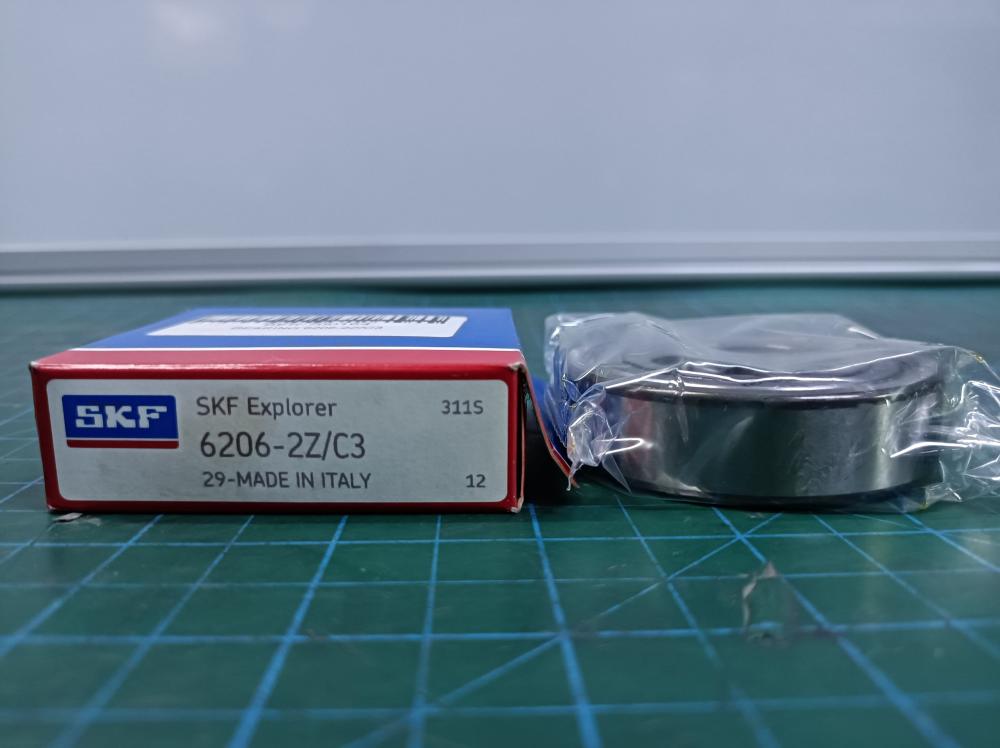 SKF
SKF Explorer 311S
6206-2Z/C3
29-MADE IN ITALY 12